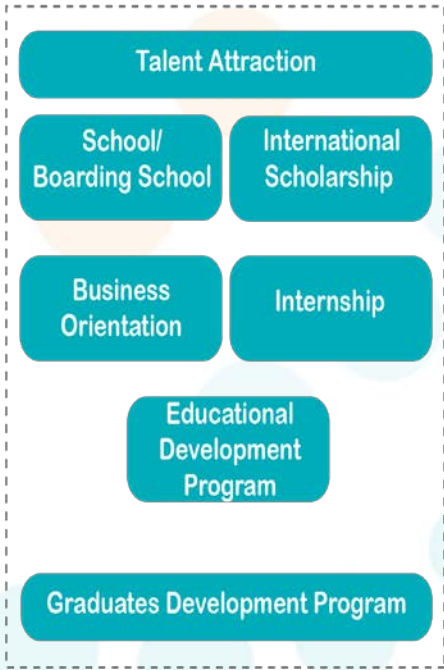 Talent Attraction
School/
Boarding School
International
Scholarship
Business
Orientation
Internship
Educational
Development
Program
Graduates Development Program